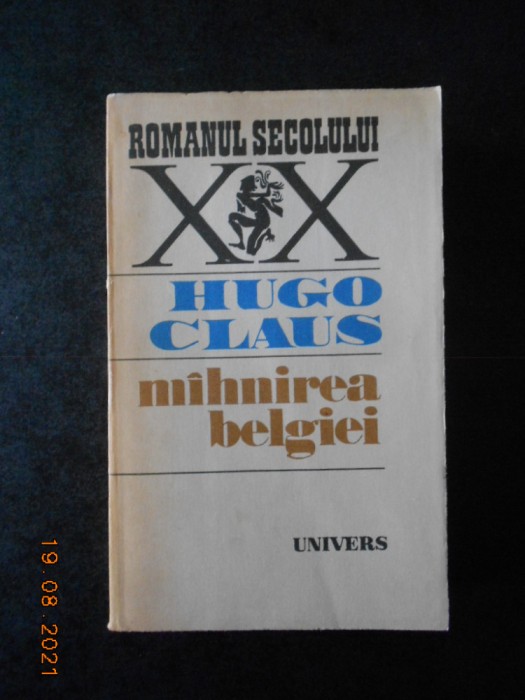 ROMANUL SECOLULUI
XX
HUGO
CLAUS
mîhnirea
belgiei
UNIVERS
19.08.2021